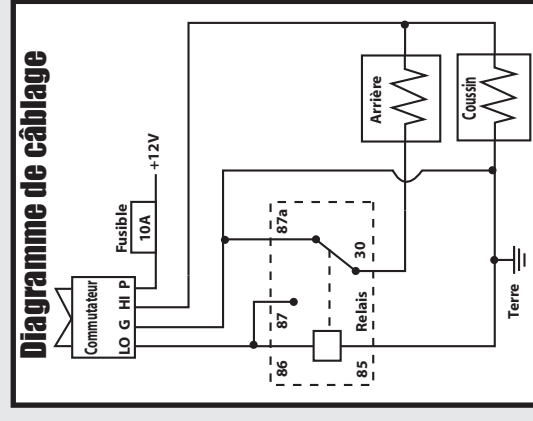 Diagramme de câblage
Commutateur
LO G HI P
Fusible
10A
+12V
86
87
87a
85
Relais
30
Arrière
Coussin
Terre